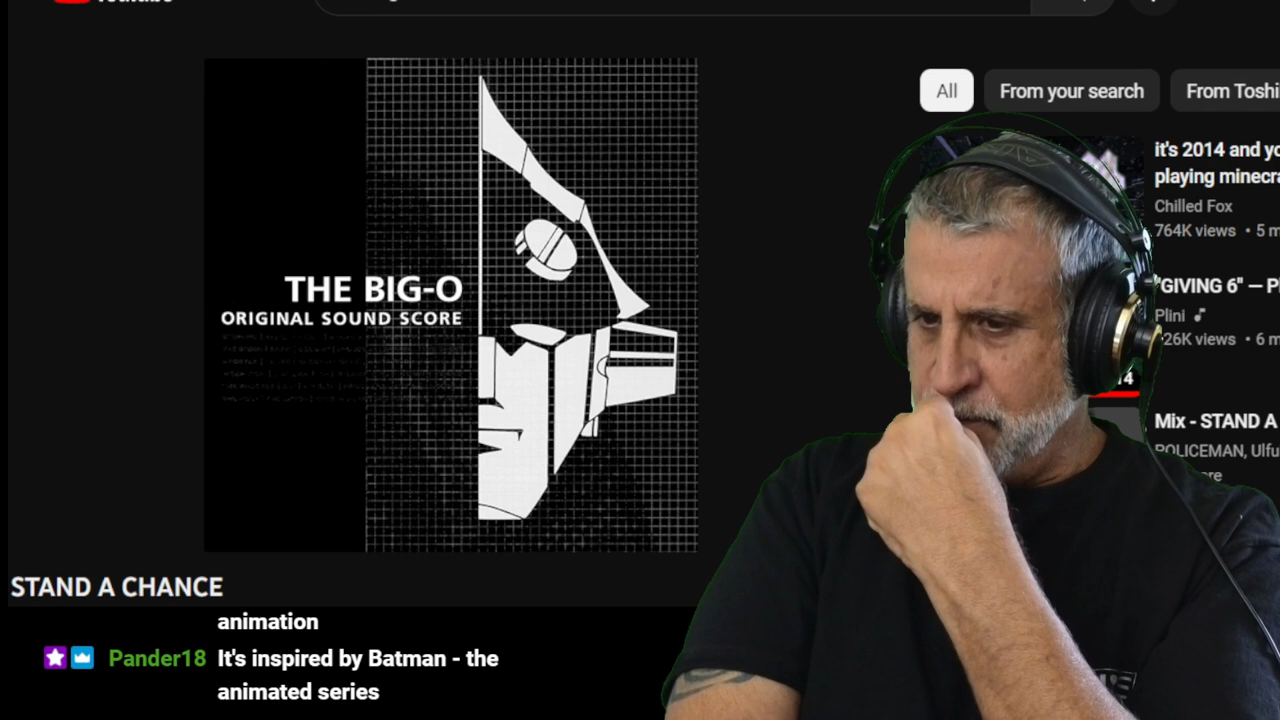 All
From your search
From Toshi
it's 2014 and yo
playing minecra
Chilled Fox
764K views • 5 m
THE BIG-O
ORIGINAL SOUND SCORE
"GIVING 6" — Pl
Plini
26K views • 6 m
Mix - STAND A
POLICEMAN, Ulfu
STAND A CHANCE
animation
Pander18 It's inspired by Batman - the
animated series